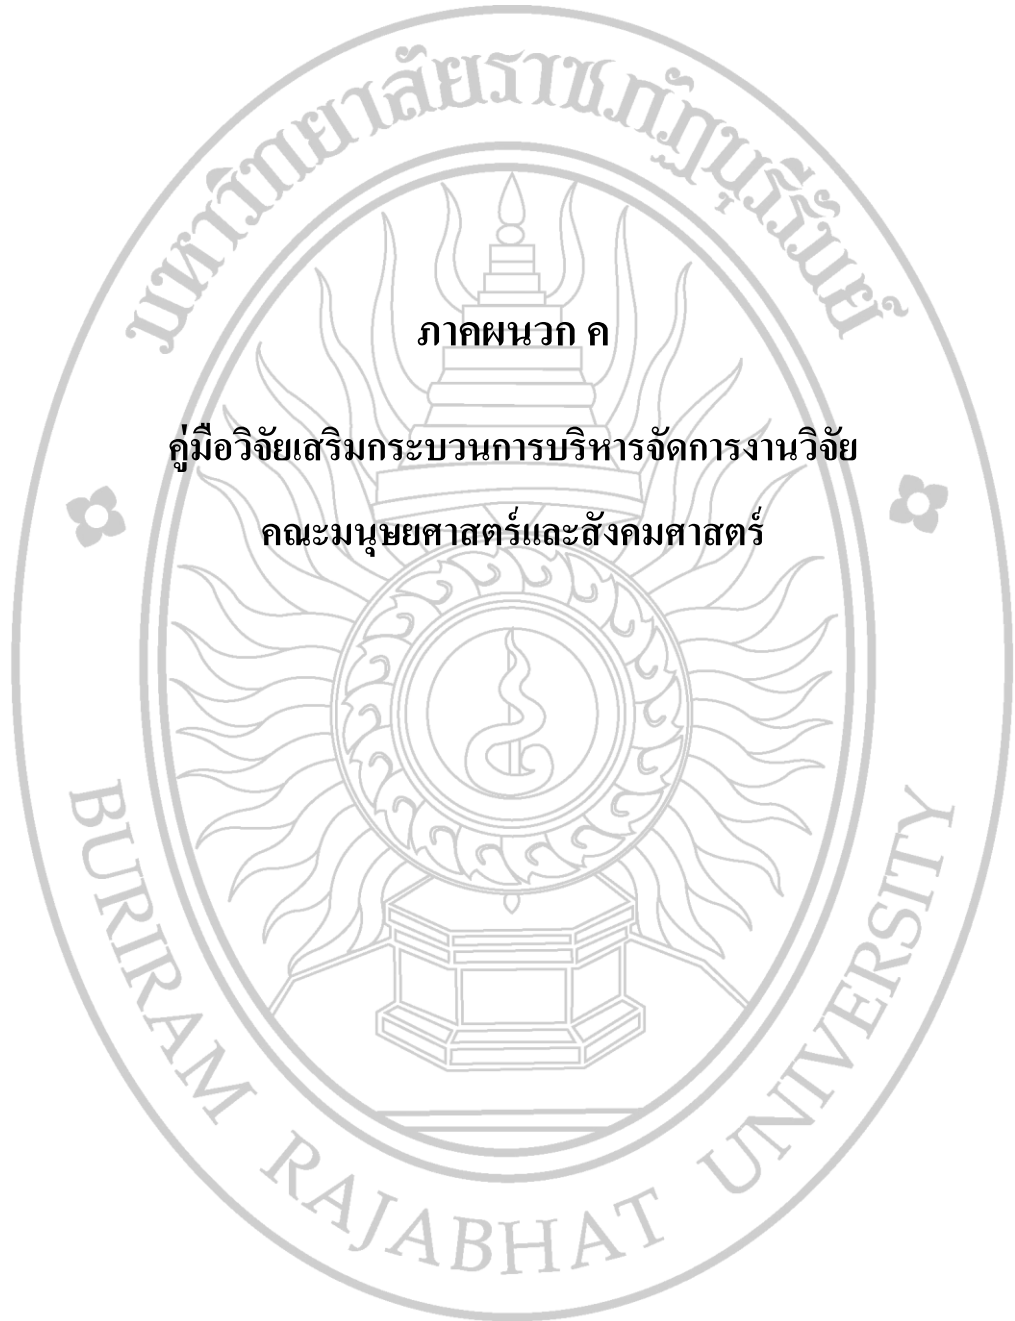 มหาวิทยาลัยราชภัฏบุรีรัมย์
ภาคผนวก ค
คู่มือวิจัยเสริมกระบวนการบริหารจัดการงานวิจัย
คณะมนุษยศาสตร์และสังคมศาสตร์
BURIRAM RAJABHAT UNIVERSITY